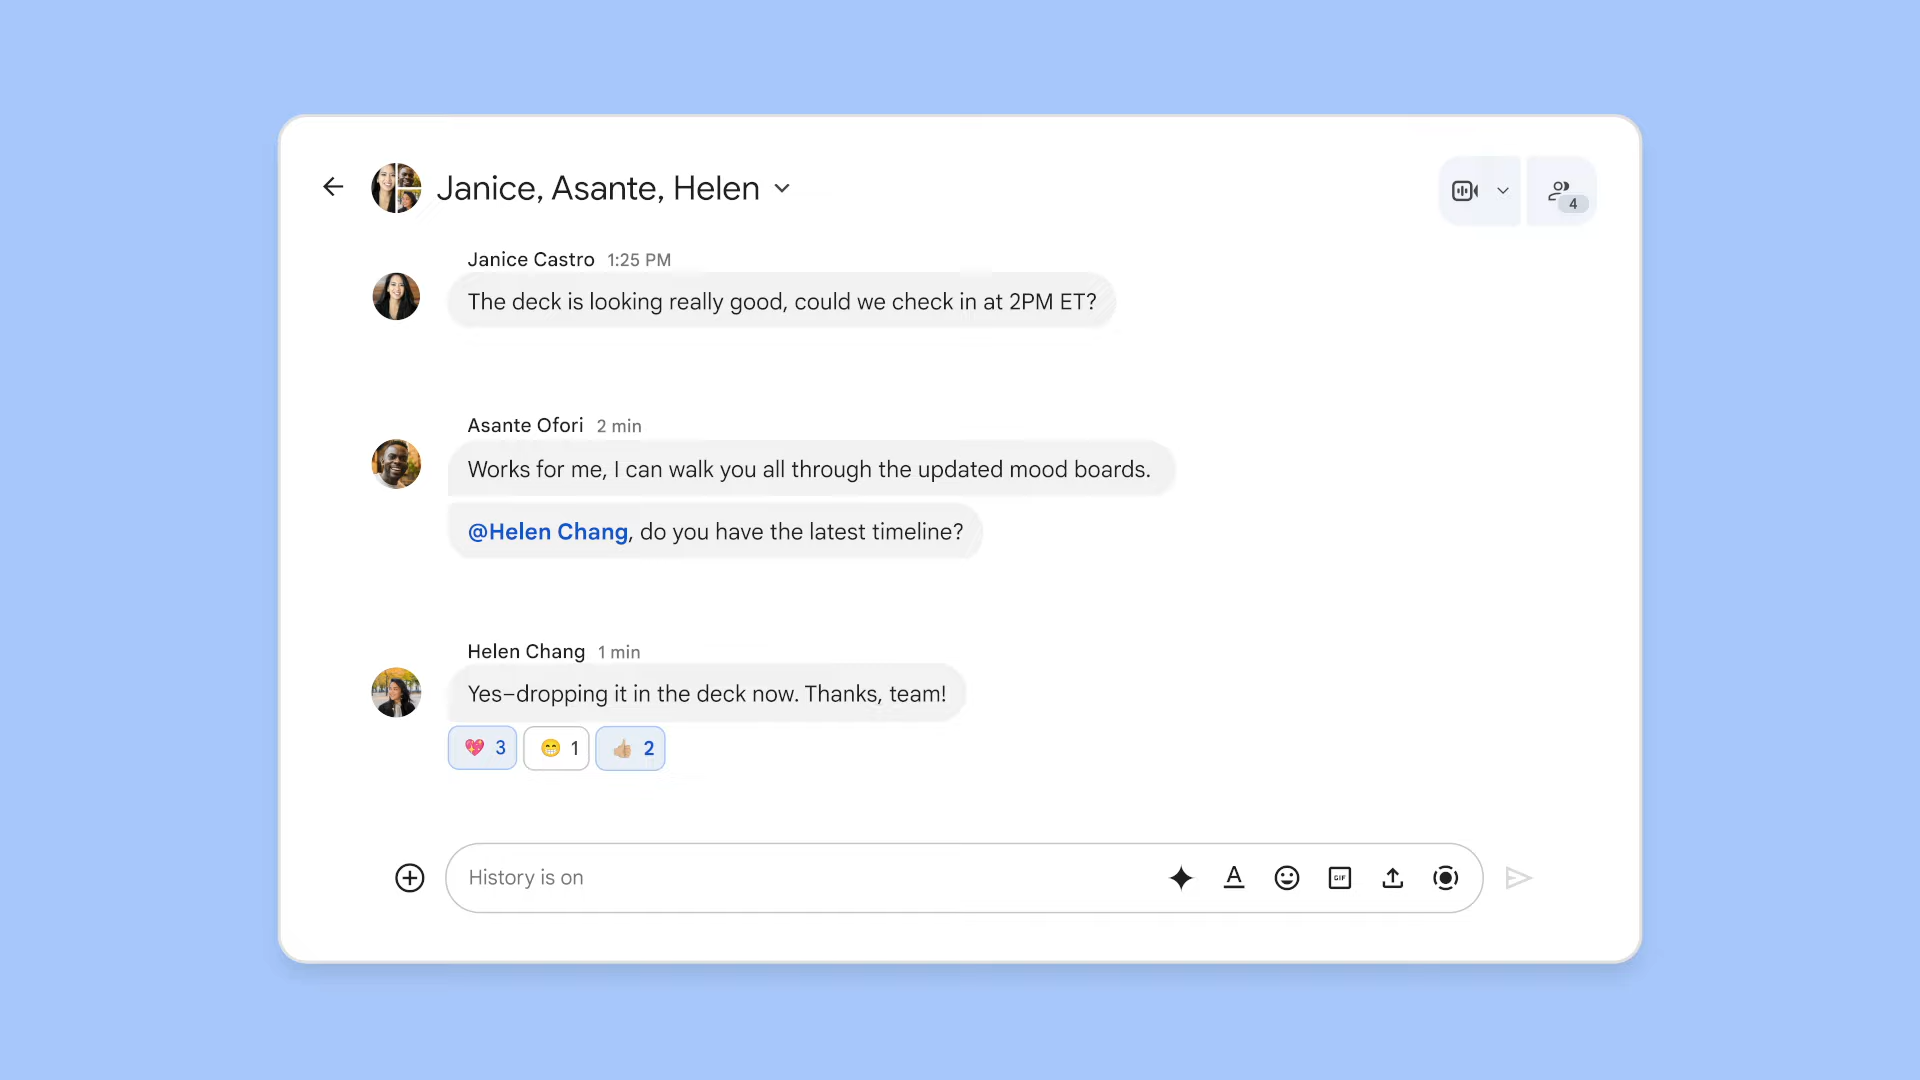 Janice, Asante, Helen
4
Janice Castro 1:25 PM
The deck is looking really good, could we check in at 2PM ET?
Asante Ofori 2 min
Works for me, I can walk you all through the updated mood boards.
@Helen Chang, do you have the latest timeline?
Helen Chang 1 min
Yes–dropping it in the deck now. Thanks, team!
💖 3 😁 1 👍🏼 2
History is on
GIF